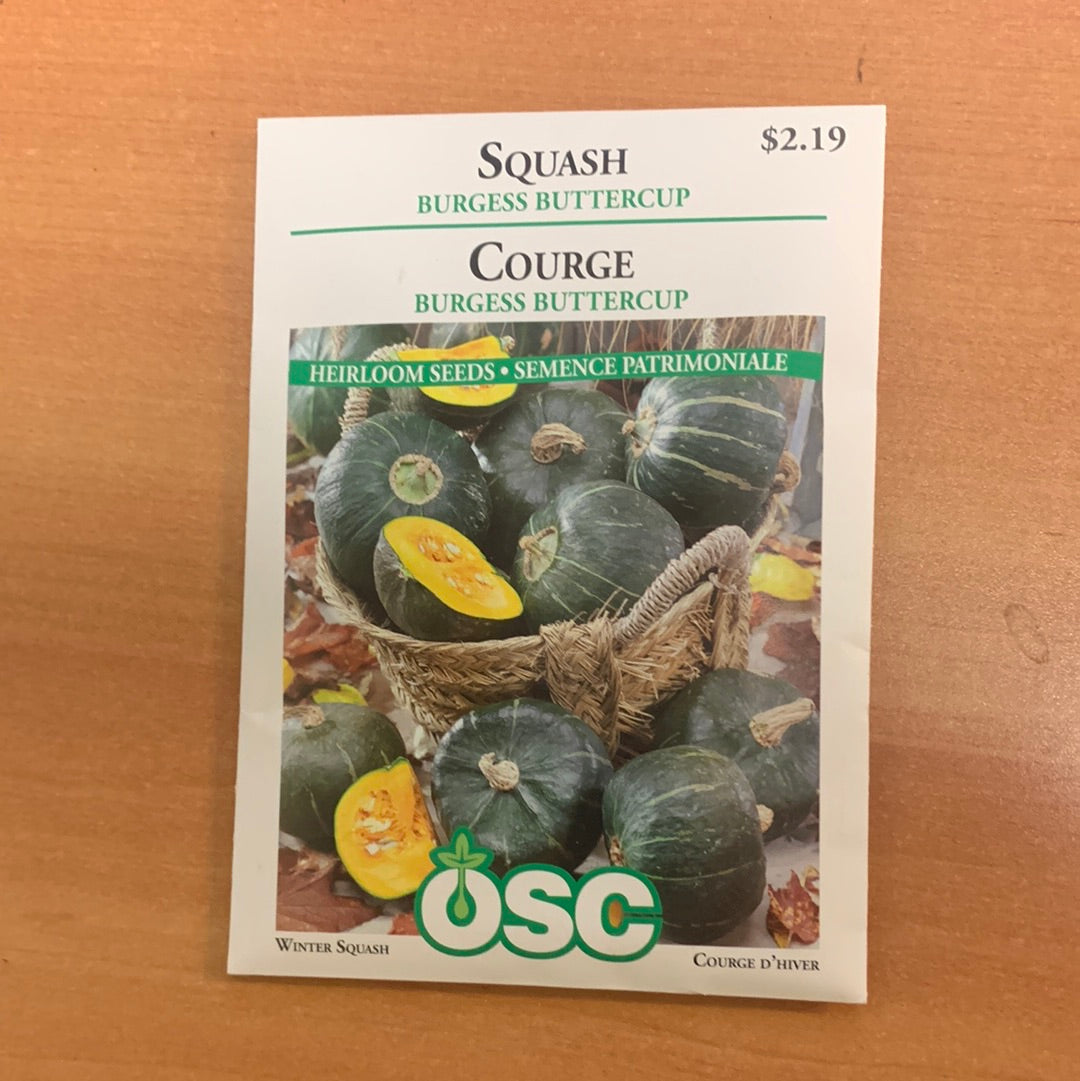 $2.19
SQUASH
BURGESS BUTTERCUP
COURGE
BURGESS BUTTERCUP
HEIRLOOM SEEDS • SEMENCE PATRIMONIALE
OSC
WINTER SQUASH
COURGE D'HIVER